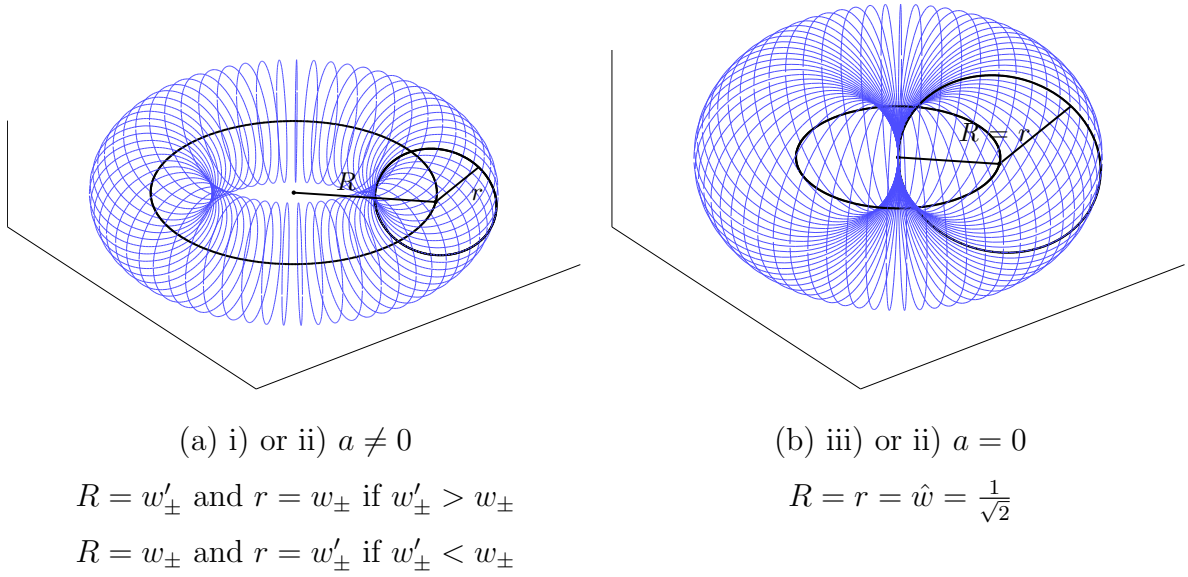 R
r
R = r
(a) i) or ii) a ≠ 0
R = w′± and r = w± if w′± > w±
R = w± and r = w′± if w′± < w±
(b) iii) or ii) a = 0
R = r = ŵ = 1/√2